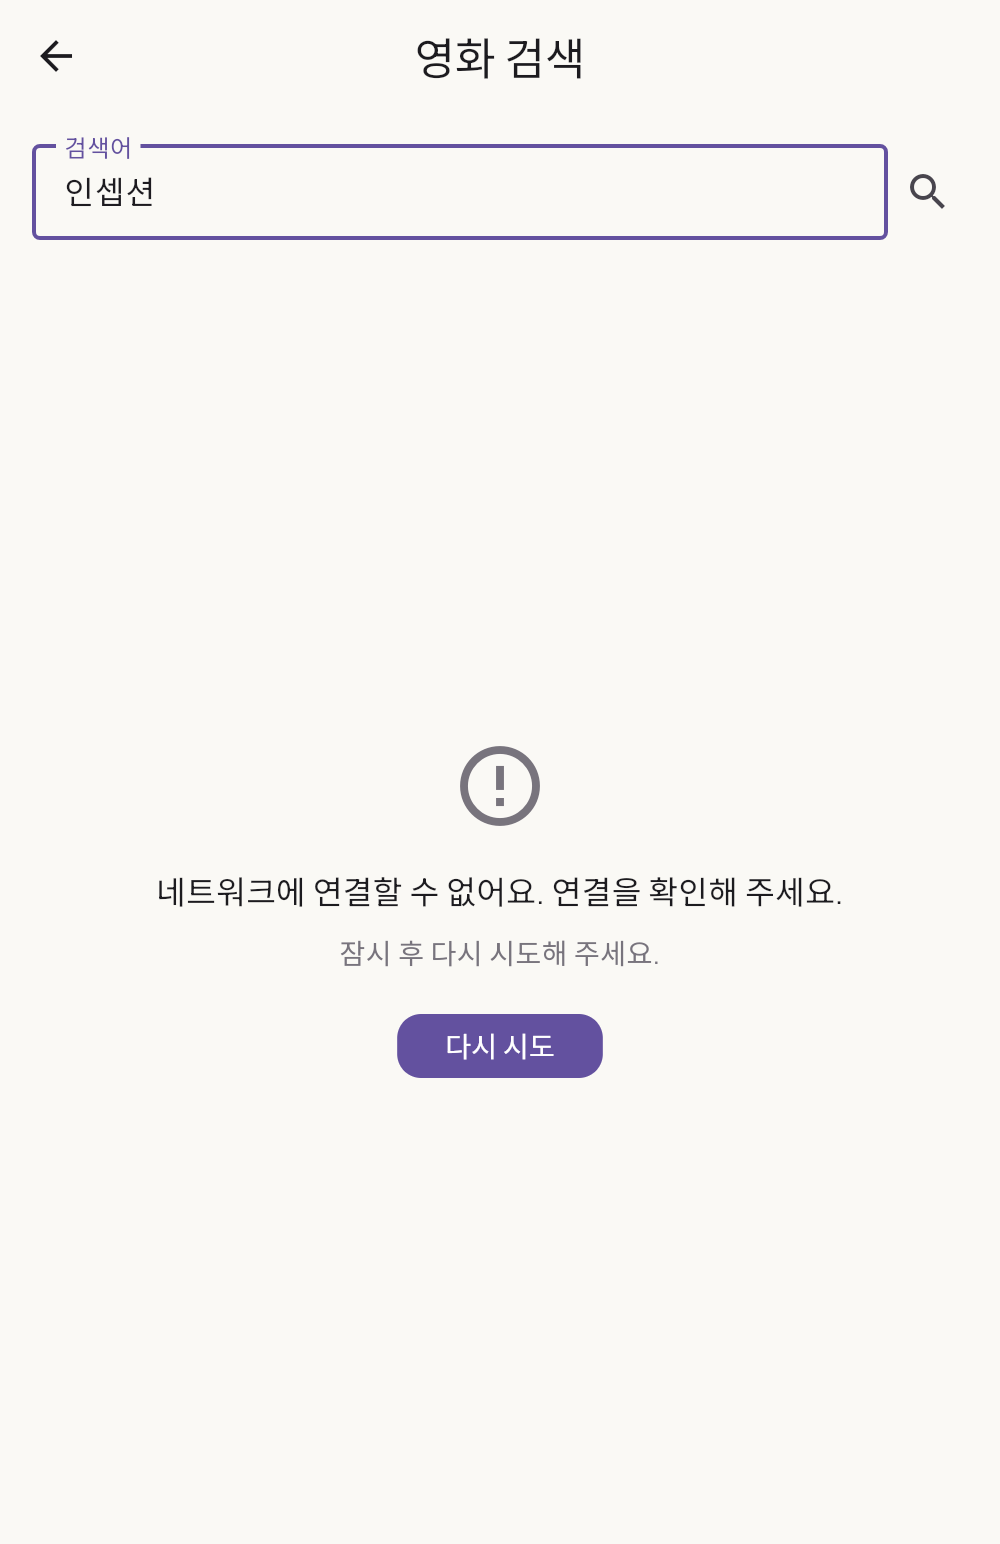 영화 검색
검색어
인셉션
네트워크에 연결할 수 없어요. 연결을 확인해 주세요.
잠시 후 다시 시도해 주세요.
다시 시도